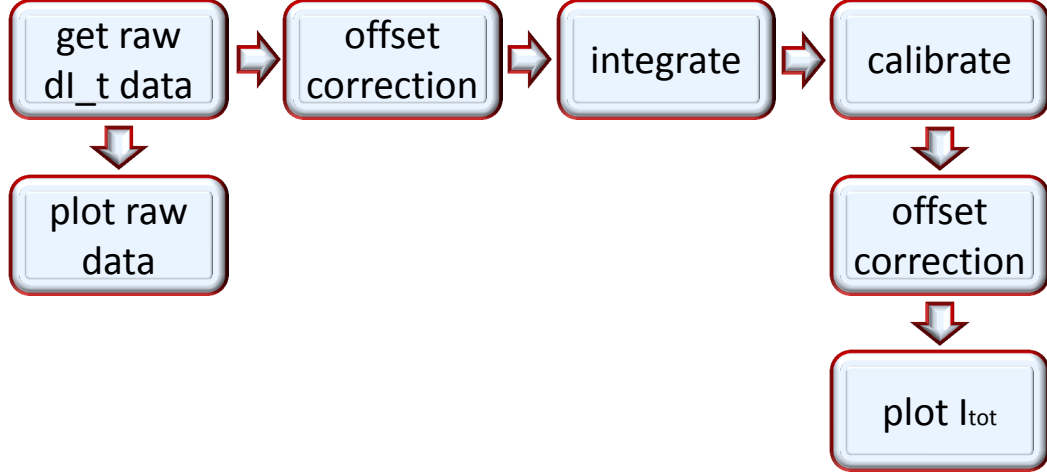 get raw
dI_t data
offset
correction
integrate
calibrate
plot raw
data
offset
correction
plot Itot